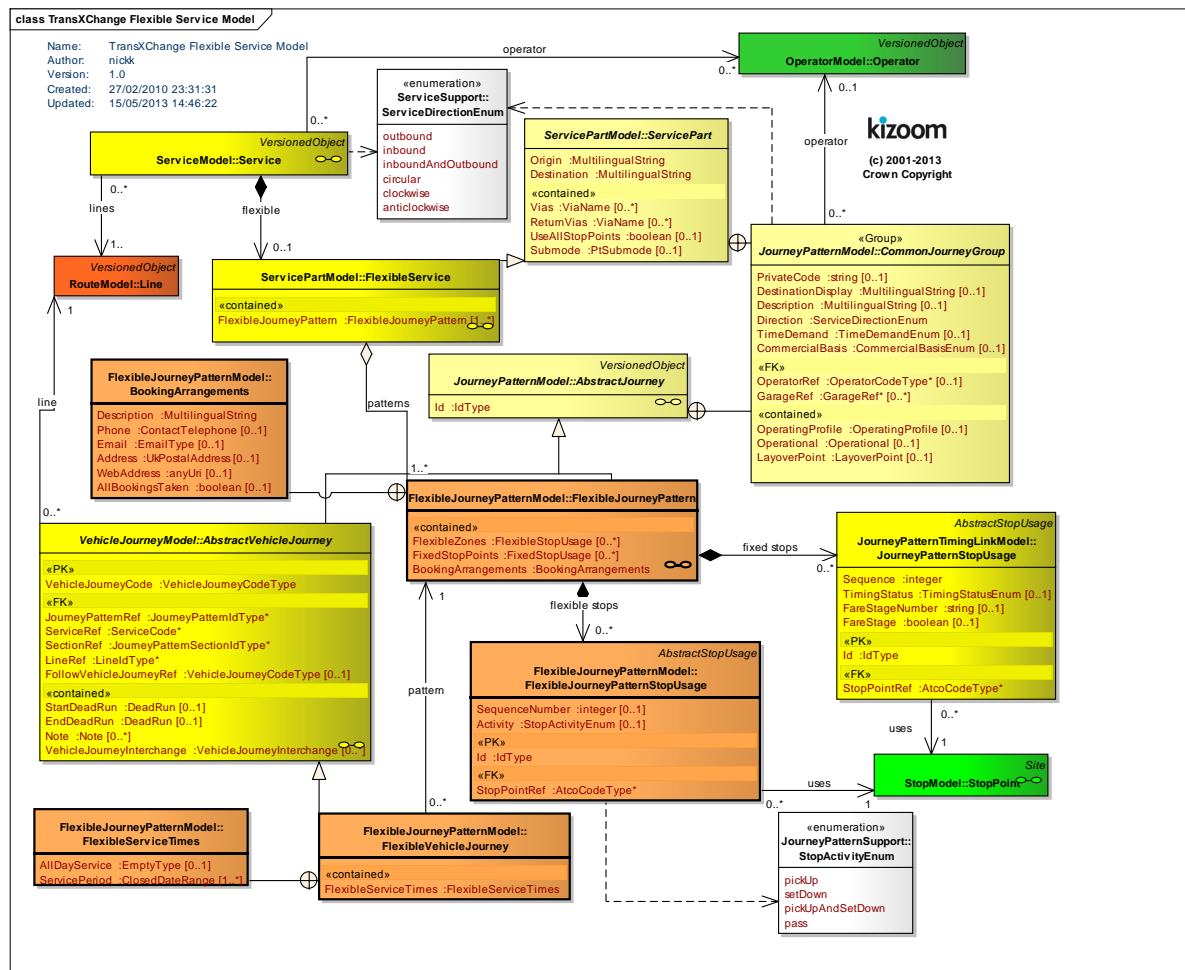 class TransXChange Flexible Service Model
Name: TransXChange Flexible Service Model
Author: nickk
Version: 1.0
Created: 27/02/2010 23:31:31
Updated: 15/05/2013 14:46:22
operator
0..*
0..*
VersionedObject
OperatorModel::Operator
0..1
operator
0..*
kizoom
(c) 2001-2013
Crown Copyright
«enumeration»
ServiceSupport::
ServiceDirectionEnum
outbound
inbound
inboundAndOutbound
circular
clockwise
anticlockwise
VersionedObject
ServiceModel::Service
0..*
lines
1..
flexible
0..1
ServicePartModel::ServicePart
Origin :MultilingualString
Destination :MultilingualString
«contained»
Vias :ViaName [0..*]
ReturnVias :ViaName [0..*]
UseAllStopPoints :boolean [0..1]
Submode :PtSubmode [0..1]
«Group»
JourneyPatternModel::CommonJourneyGroup
PrivateCode :string [0..1]
DestinationDisplay :MultilingualString [0..1]
Description :MultilingualString [0..1]
Direction :ServiceDirectionEnum
TimeDemand :TimeDemandEnum [0..1]
CommercialBasis :CommercialBasisEnum [0..1]
«FK»
OperatorRef :OperatorCodeType* [0..1]
GarageRef :GarageRef* [0..*]
«contained»
OperatingProfile :OperatingProfile [0..1]
Operational :Operational [0..1]
LayoverPoint :LayoverPoint [0..1]
VersionedObject
RouteModel::Line
1
line
0..*
ServicePartModel::FlexibleService
«contained»
FlexibleJourneyPattern :FlexibleJourneyPattern [1..*]
patterns
1..*
VersionedObject
JourneyPatternModel::AbstractJourney
Id :IdType
FlexibleJourneyPatternModel::
BookingArrangements
Description :MultilingualString
Phone :ContactTelephone [0..1]
Email :EmailType [0..1]
Address :UkPostalAddress [0..1]
WebAddress :anyUri [0..1]
AllBookingsTaken :boolean [0..1]
FlexibleJourneyPatternModel::FlexibleJourneyPattern
«contained»
FlexibleZones :FlexibleStopUsage [0..*]
FixedStopPoints :FixedStopUsage [0..*]
BookingArrangements :BookingArrangements
fixed stops
0..*
AbstractStopUsage
JourneyPatternTimingLinkModel::
JourneyPatternStopUsage
Sequence :integer
TimingStatus :TimingStatusEnum [0..1]
FareStageNumber :string [0..1]
FareStage :boolean [0..1]
«PK»
Id :IdType
«FK»
StopPointRef :AtcoCodeType*
0..*
uses
1
VehicleJourneyModel::AbstractVehicleJourney
«PK»
VehicleJourneyCode :VehicleJourneyCodeType
«FK»
JourneyPatternRef :JourneyPatternIdType*
ServiceRef :ServiceCode*
SectionRef :JourneyPatternSectionIdType*
LineRef :LineIdType*
FollowVehicleJourneyRef :VehicleJourneyCodeType [0..1]
«contained»
StartDeadRun :DeadRun [0..1]
EndDeadRun :DeadRun [0..1]
Note :Note [0..*]
VehicleJourneyInterchange :VehicleJourneyInterchange [0..*]
1
pattern
0..*
flexible stops
0..*
AbstractStopUsage
FlexibleJourneyPatternModel::
FlexibleJourneyPatternStopUsage
SequenceNumber :integer [0..1]
Activity :StopActivityEnum [0..1]
«PK»
Id :IdType
«FK»
StopPointRef :AtcoCodeType*
uses
0..*
1
Site
StopModel::StopPoint
FlexibleJourneyPatternModel::
FlexibleServiceTimes
AllDayService :EmptyType [0..1]
ServicePeriod :ClosedDateRange [1..*]
FlexibleJourneyPatternModel::
FlexibleVehicleJourney
«contained»
FlexibleServiceTimes :FlexibleServiceTimes
«enumeration»
JourneyPatternSupport::
StopActivityEnum
pickUp
setDown
pickUpAndSetDown
pass